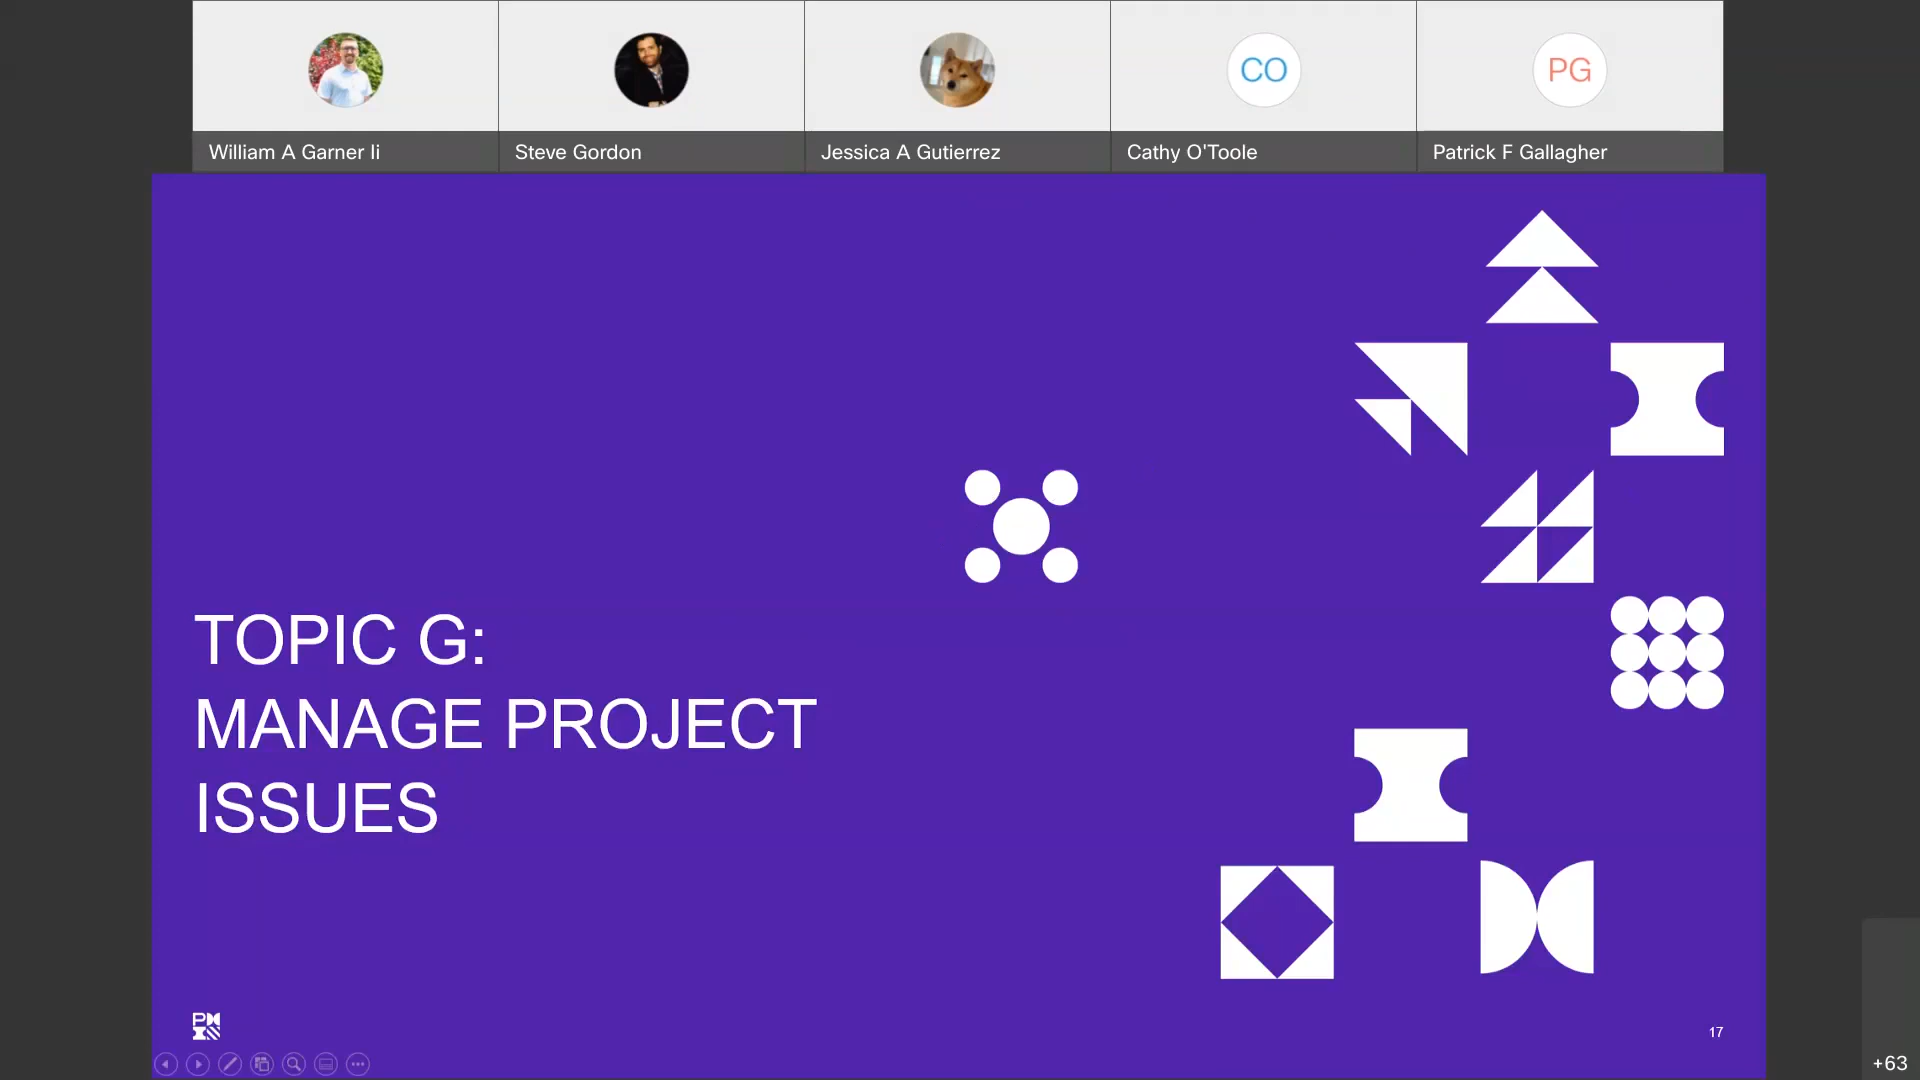 CO
PG
William A Garner Ii
Steve Gordon
Jessica A Gutierrez
Cathy O'Toole
Patrick F Gallagher
TOPIC G:
MANAGE PROJECT
ISSUES
17
+63